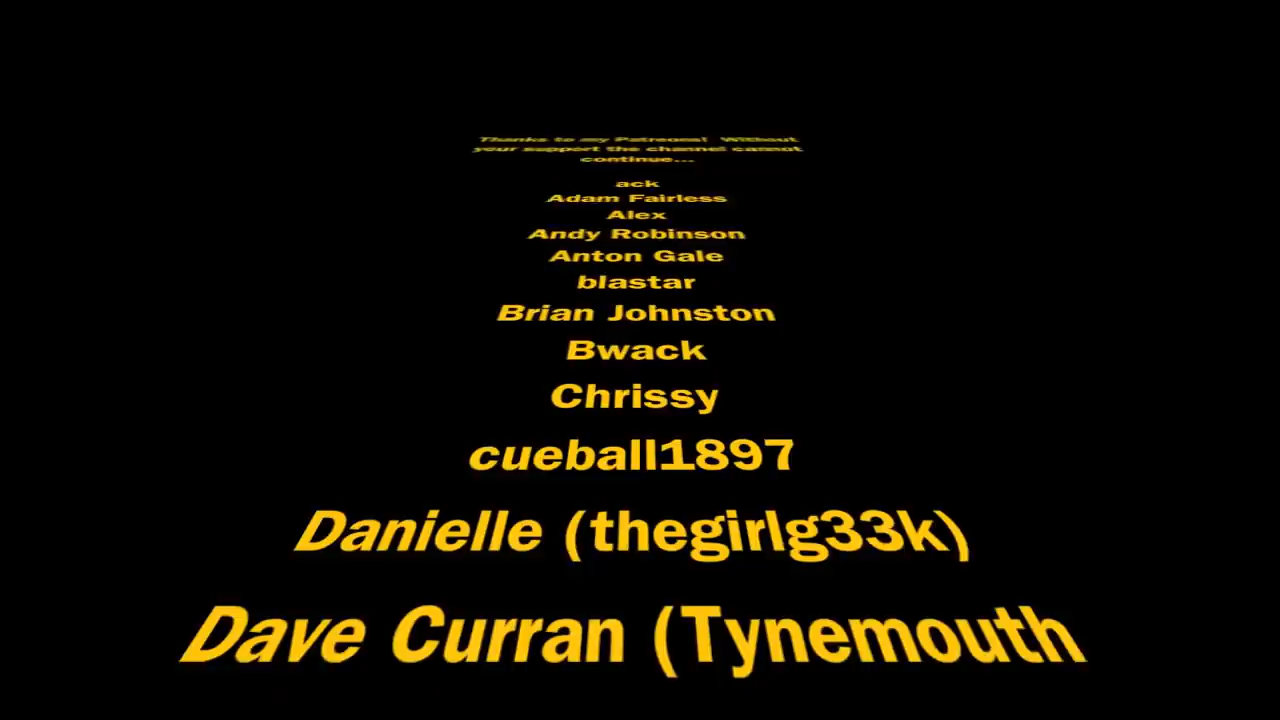 Thanks to my Patreons! Without
your support the channel cannot
continue...
ack
Adam Fairless
Alex
Andy Robinson
Anton Gale
blastar
Brian Johnston
Bwack
Chrissy
cueball1897
Danielle (thegirlg33k)
Dave Curran (Tynemouth